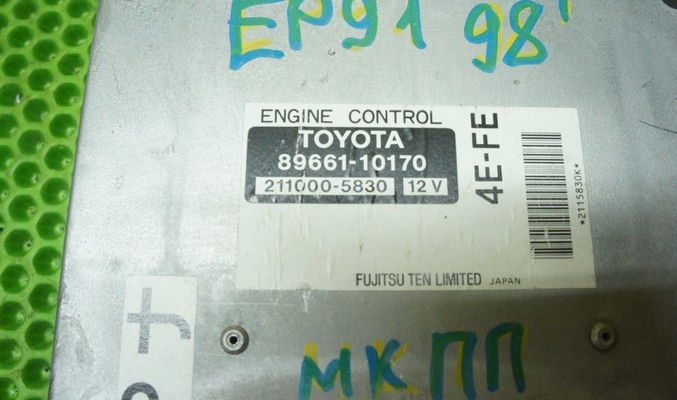 EP91 98'
ENGINE CONTROL
TOYOTA
89661-10170
211000-5830 12 V
4E-FE
*2115830K*
FUJITSU TEN LIMITED JAPAN
МКПП